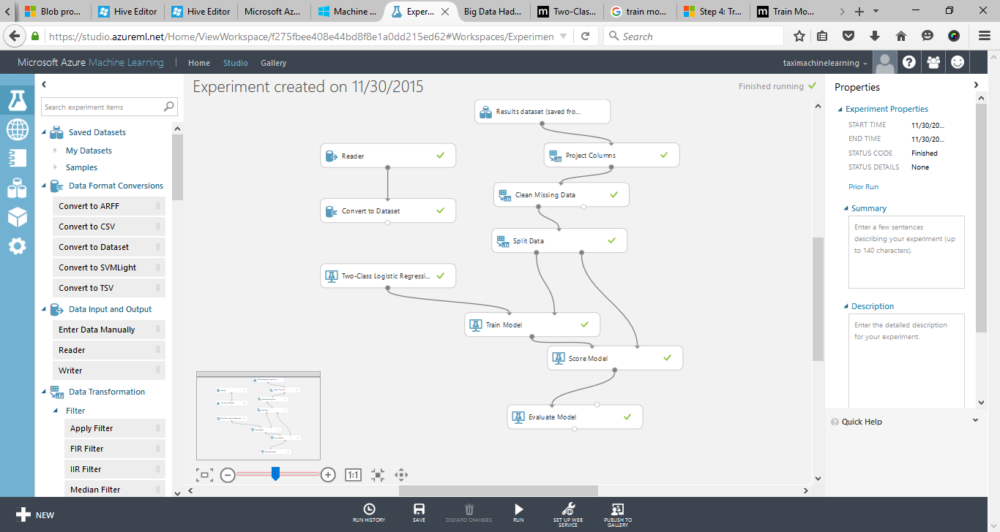 Blob pro...
Hive Editor
Hive Editor
Microsoft Az...
Machine ...
Exper...
Big Data Had...
Two-Clas...
train mo...
Step 4: Tr...
Train Mo...
https://studio.azureml.net/Home/ViewWorkspace/f275fbee408e44bd8f8e1a0dd215ed62#Workspaces/Experimen
Search
Microsoft Azure Machine Learning
Home
Studio
Gallery
taximachinelearning
Search experiment items
Saved Datasets
My Datasets
Samples
Data Format Conversions
Convert to ARFF
Convert to CSV
Convert to Dataset
Convert to SVMLight
Convert to TSV
Data Input and Output
Enter Data Manually
Reader
Writer
Data Transformation
Filter
Apply Filter
FIR Filter
IIR Filter
Median Filter
Experiment created on 11/30/2015
Finished running
Results dataset (saved fro...
Reader
Project Columns
Clean Missing Data
Convert to Dataset
Split Data
Two-Class Logistic Regressi...
Train Model
Score Model
Evaluate Model
1:1
Properties
Experiment Properties
START TIME 11/30/20...
END TIME 11/30/20...
STATUS CODE Finished
STATUS DETAILS None
Prior Run
Summary
Enter a few sentences
describing your experiment (up
to 140 characters).
Description
Enter the detailed description
for your experiment.
Quick Help
NEW
RUN HISTORY
SAVE
DISCARD CHANGES
RUN
SET UP WEB
SERVICE
PUBLISH TO
GALLERY